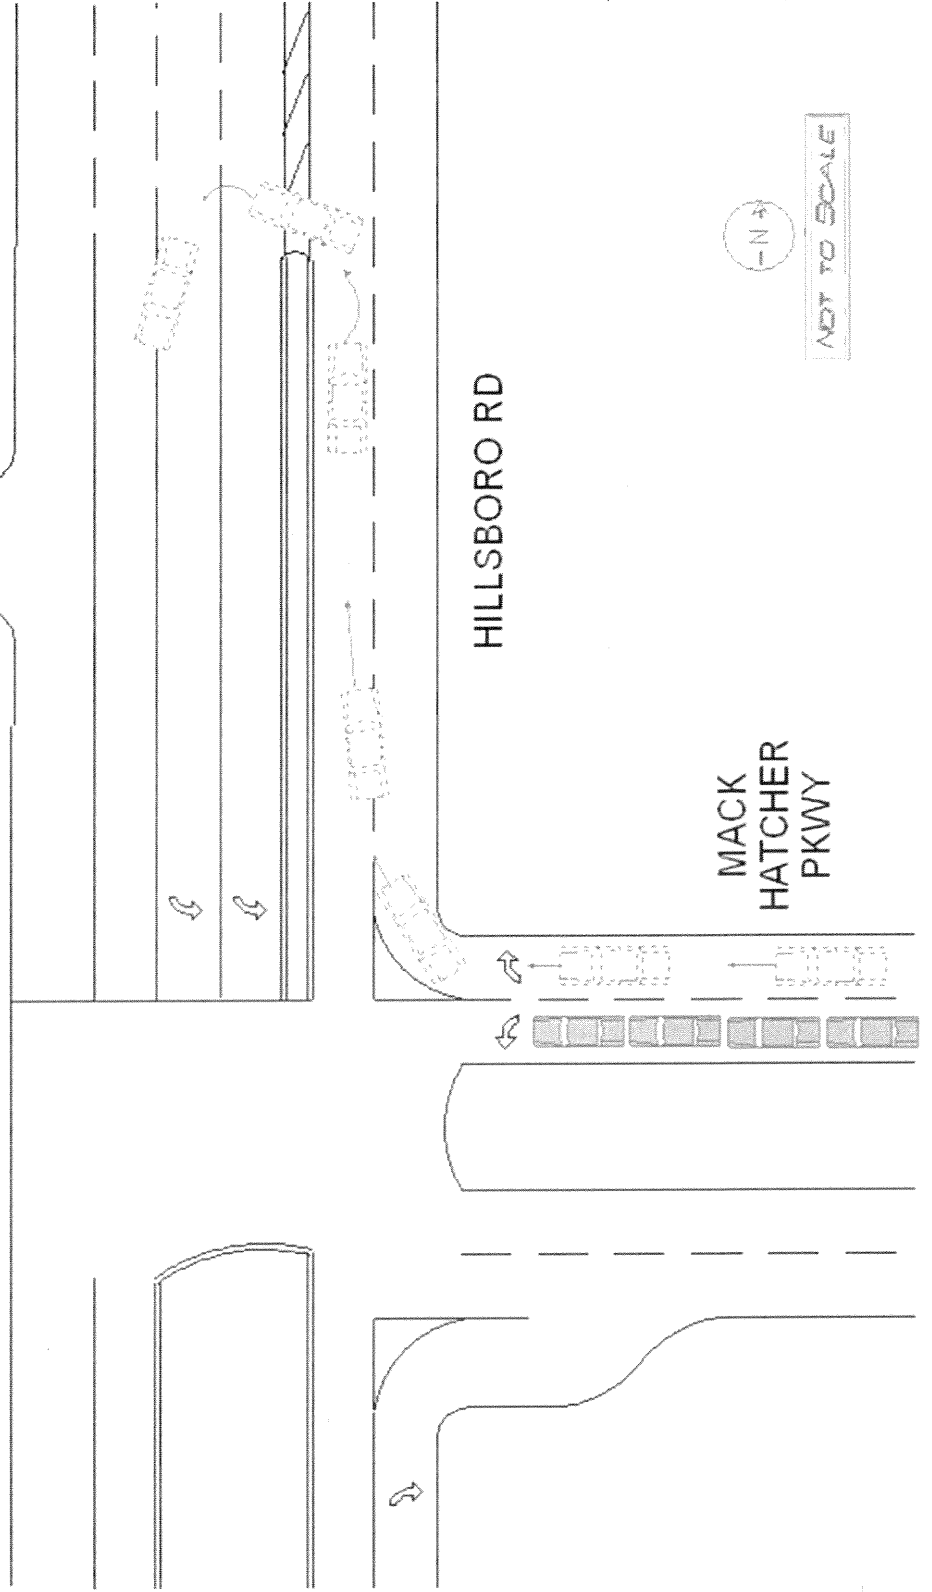 NOT TO SCALE
N
HILLSBORO RD
MACK
HATCHER
PKWY